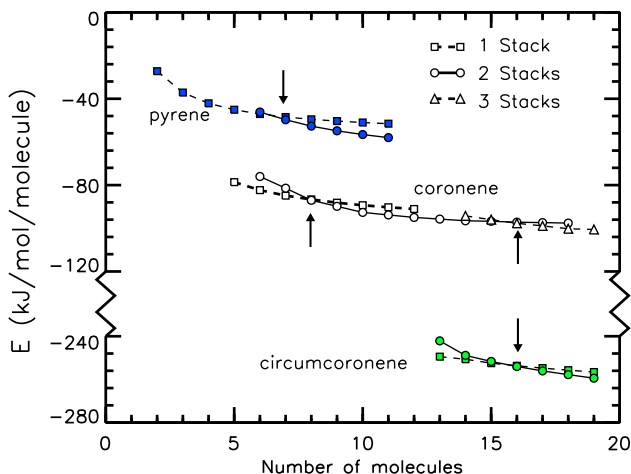 E (kJ/mol/molecule)
0
−40
−80
−120
−240
−280
1 Stack
2 Stacks
3 Stacks
pyrene
coronene
circumcoronene
0 5 10 15 20
Number of molecules